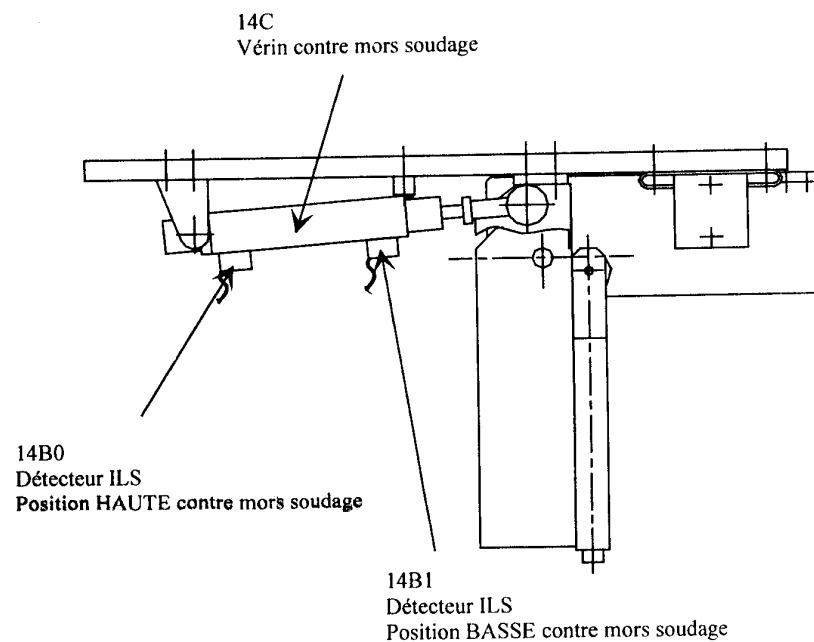 14C
Vérin contre mors soudage
14B0
Détecteur ILS
Position HAUTE contre mors soudage
14B1
Détecteur ILS
Position BASSE contre mors soudage